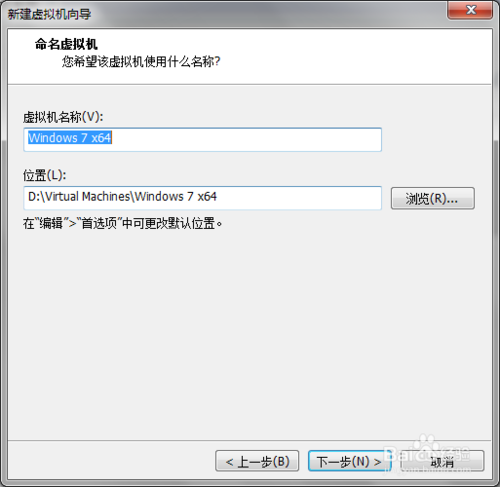 新建虚拟机向导
命名虚拟机
您希望该虚拟机使用什么名称?
虚拟机名称(V):
Windows 7 x64
位置(L):
D:\Virtual Machines\Windows 7 x64
浏览(R)...
在“编辑”>“首选项”中可更改默认位置。
< 上一步(B)
下一步(N) >
取消